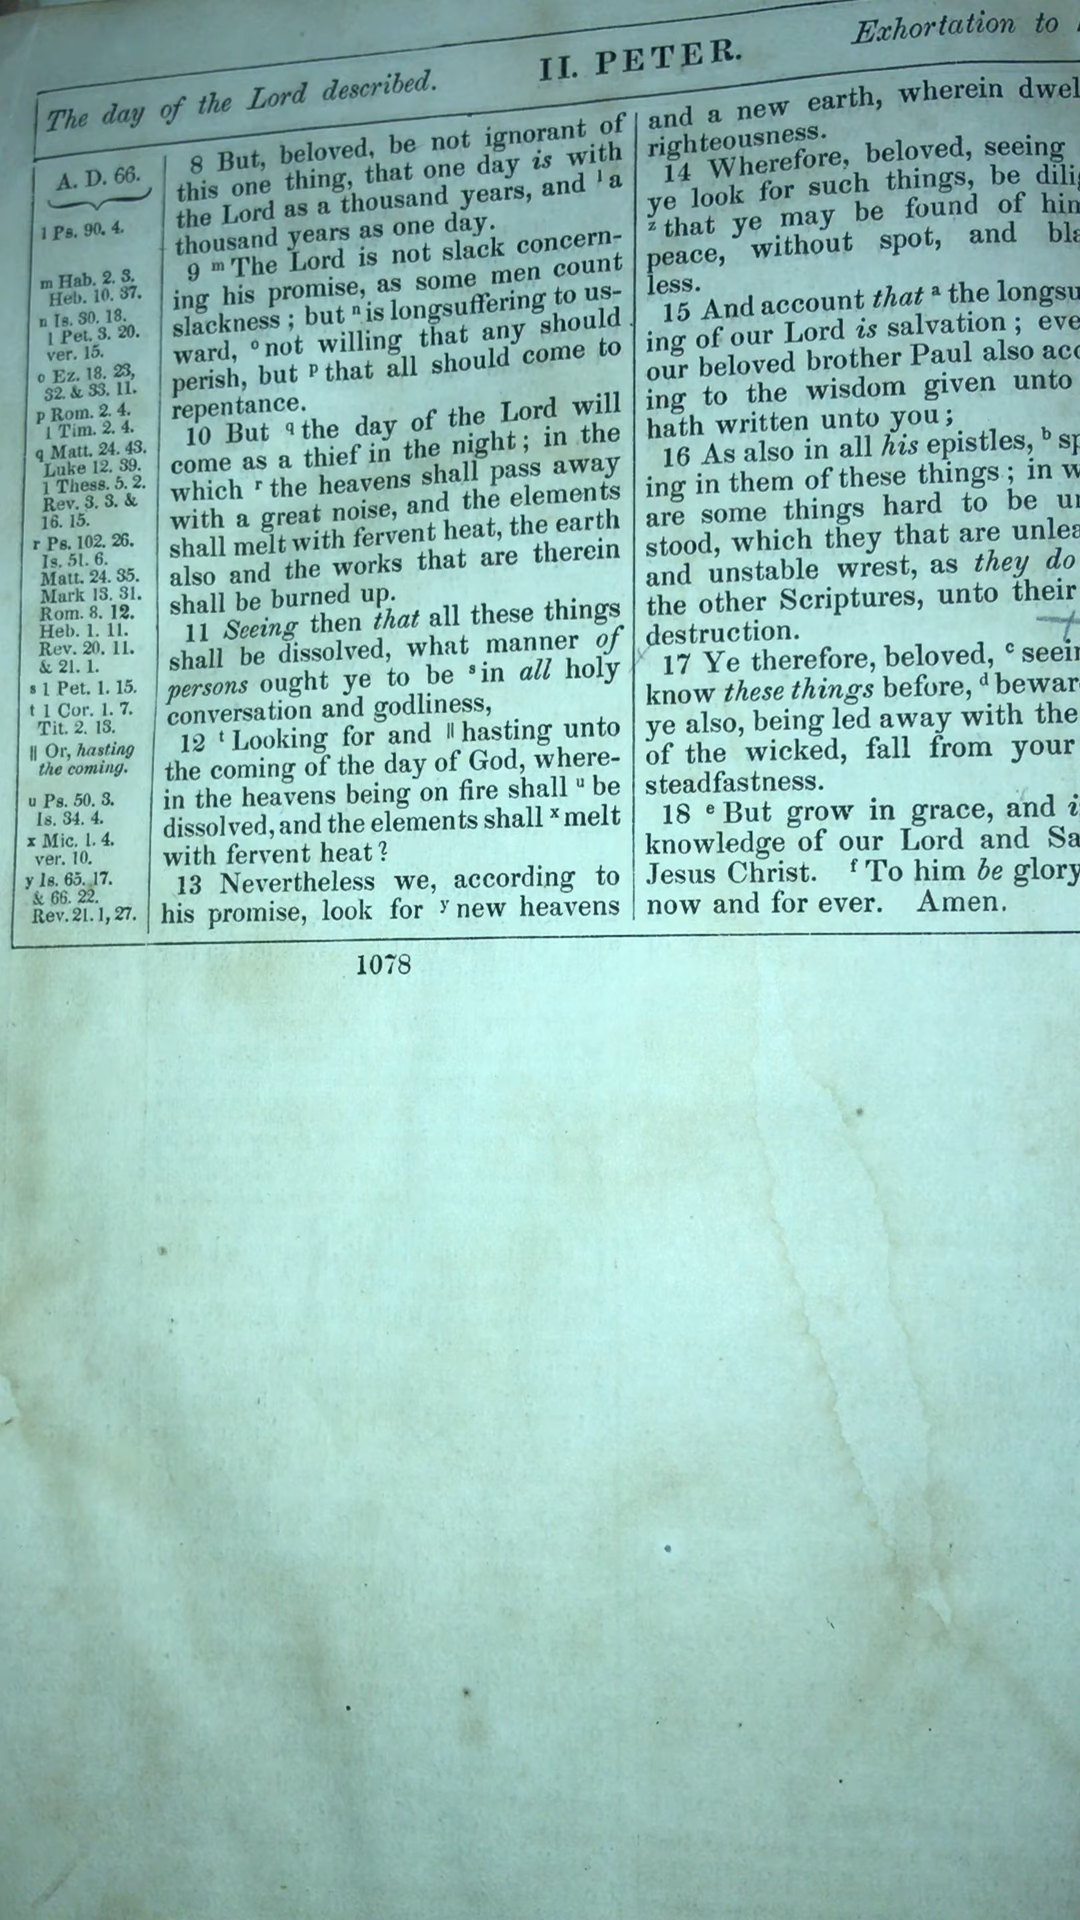 The day of the Lord described.
II. PETER.
Exhortation to
A. D. 66.
l Ps. 90. 4.
m Hab. 2. 3.
Heb. 10. 37.
n Is. 30. 18.
1 Pet. 3. 20.
ver. 15.
o Ez. 18. 23,
32. & 33. 11.
p Rom. 2. 4.
1 Tim. 2. 4.
q Matt. 24. 43.
Luke 12. 39.
1 Thess. 5. 2.
Rev. 3. 3. &
16. 15.
r Ps. 102. 26.
Is. 51. 6.
Matt. 24. 35.
Mark 13. 31.
Rom. 8. 12.
Heb. 1. 11.
Rev. 20. 11.
& 21. 1.
s 1 Pet. 1. 15.
t 1 Cor. 1. 7.
Tit. 2. 13.
|| Or, hasting
the coming.
u Ps. 50. 3.
Is. 34. 4.
x Mic. 1. 4.
ver. 10.
y Is. 65. 17.
& 66. 22.
Rev. 21. 1, 27.
8 But, beloved, be not ignorant of
this one thing, that one day is with
the Lord as a thousand years, and l a
thousand years as one day.
9 m The Lord is not slack concern-
ing his promise, as some men count
slackness ; but n is longsuffering to us-
ward, o not willing that any should
perish, but p that all should come to
repentance.
10 But q the day of the Lord will
come as a thief in the night ; in the
which r the heavens shall pass away
with a great noise, and the elements
shall melt with fervent heat, the earth
also and the works that are therein
shall be burned up.
11 Seeing then that all these things
shall be dissolved, what manner of
persons ought ye to be s in all holy
conversation and godliness,
12 t Looking for and || hasting unto
the coming of the day of God, where-
in the heavens being on fire shall u be
dissolved, and the elements shall x melt
with fervent heat ?
13 Nevertheless we, according to
his promise, look for y new heavens
and a new earth, wherein dwel
righteousness.
14 Wherefore, beloved, seeing
ye look for such things, be dili
z that ye may be found of him
peace, without spot, and bla
less.
15 And account that a the longsu
ing of our Lord is salvation ; eve
our beloved brother Paul also acc
ing to the wisdom given unto
hath written unto you ;
16 As also in all his epistles, b sp
ing in them of these things ; in w
are some things hard to be un
stood, which they that are unlea
and unstable wrest, as they do
the other Scriptures, unto their
destruction.
17 Ye therefore, beloved, c seein
know these things before, d bewar
ye also, being led away with the
of the wicked, fall from your
steadfastness.
18 e But grow in grace, and i
knowledge of our Lord and Sa
Jesus Christ. f To him be glory
now and for ever. Amen.
1078